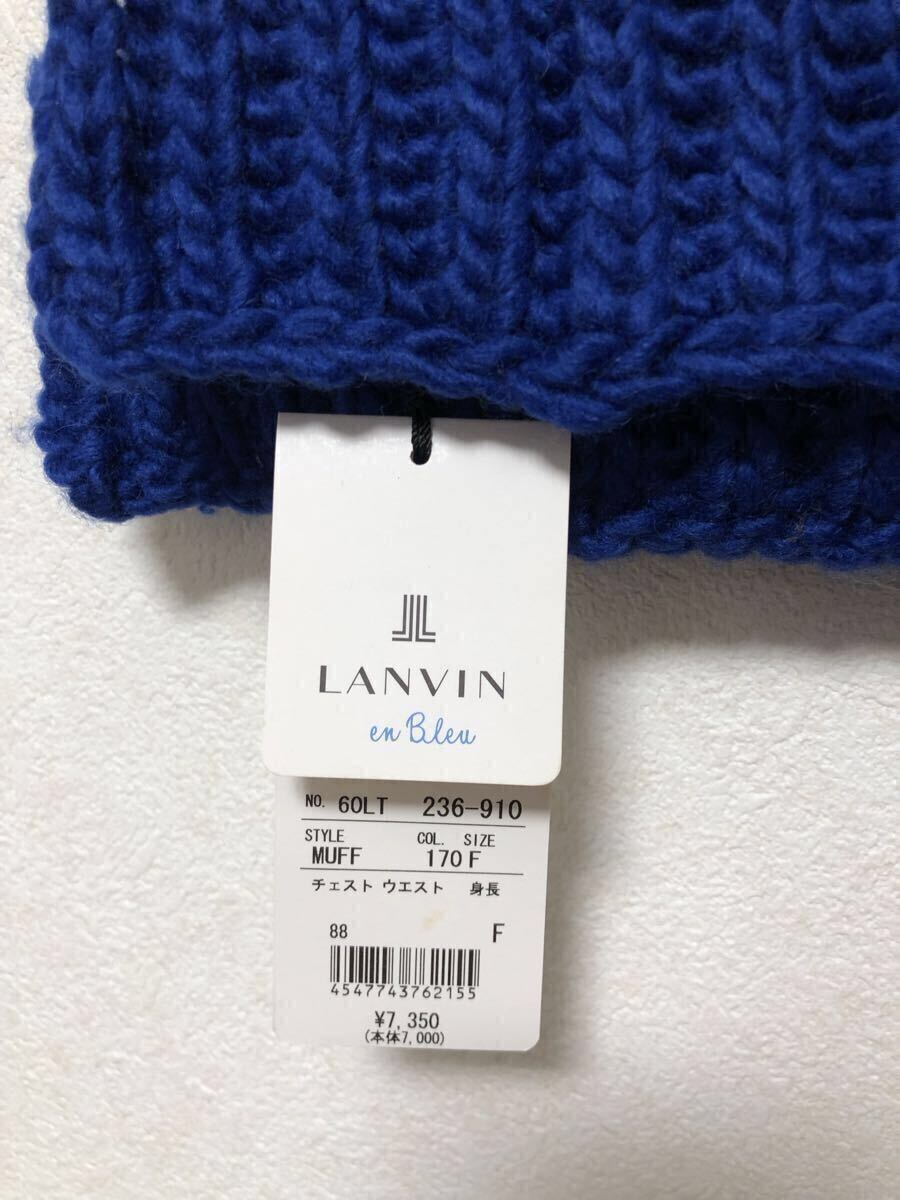 LANVIN
en Bleu
NO. 60LT 236-910
STYLE COL. SIZE
MUFF 170 F
チェスト ウエスト 身長
88 F
4547743762155
¥7,350
(本体7,000)